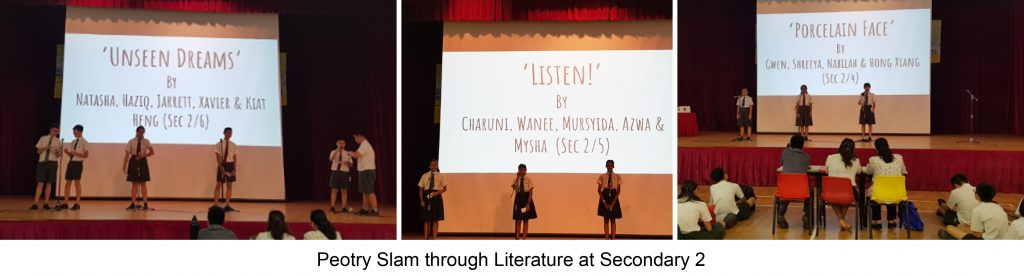 'Unseen Dreams'
by
Natasha, Haziq, Jarrett, Xavier & Kiat
Heng (Sec 2/6)
'Listen!'
by
Charuni, Wanee, Mursyida, Azwa &
Mysha (Sec 2/5)
'Porcelain Face'
by
Gwen, Shreeya, Nabilah & Hong Xiang
(Sec 2/4)
Peotry Slam through Literature at Secondary 2